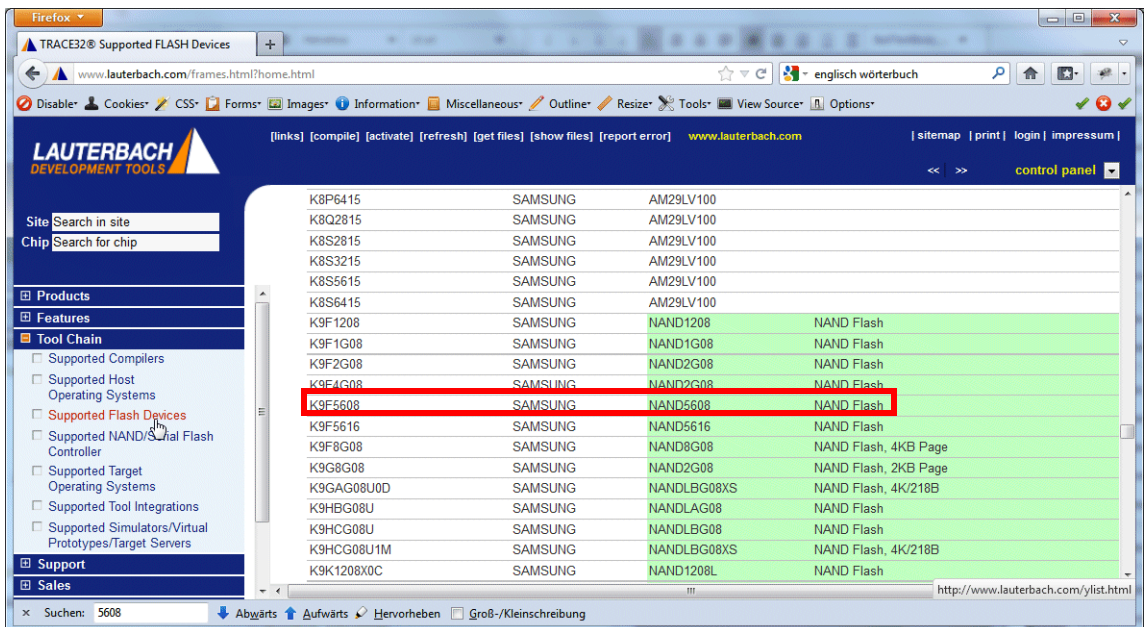 Firefox
TRACE32® Supported FLASH Devices
www.lauterbach.com/frames.html?home.html
englisch wörterbuch
Disable Cookies CSS Forms Images Information Miscellaneous Outline Resize Tools View Source Options
LAUTERBACH
DEVELOPMENT TOOLS
[links] [compile] [activate] [refresh] [get files] [show files] [report error] www.lauterbach.com
| sitemap | print | login | impressum |
<< >> control panel
Site Search in site
Chip Search for chip
Products
Features
Tool Chain
Supported Compilers
Supported Host
Operating Systems
Supported Flash Devices
Supported NAND/Serial Flash
Controller
Supported Target
Operating Systems
Supported Tool Integrations
Supported Simulators/Virtual
Prototypes/Target Servers
Support
Sales
K8P6415 SAMSUNG AM29LV100
K8Q2815 SAMSUNG AM29LV100
K8S2815 SAMSUNG AM29LV100
K8S3215 SAMSUNG AM29LV100
K8S5615 SAMSUNG AM29LV100
K8S6415 SAMSUNG AM29LV100
K9F1208 SAMSUNG NAND1208 NAND Flash
K9F1G08 SAMSUNG NAND1G08 NAND Flash
K9F2G08 SAMSUNG NAND2G08 NAND Flash
K9F4G08 SAMSUNG NAND2G08 NAND Flash
K9F5608 SAMSUNG NAND5608 NAND Flash
K9F5616 SAMSUNG NAND5616 NAND Flash
K9F8G08 SAMSUNG NAND8G08 NAND Flash, 4KB Page
K9G8G08 SAMSUNG NAND2G08 NAND Flash, 2KB Page
K9GAG08U0D SAMSUNG NANDLBG08XS NAND Flash, 4K/218B
K9HBG08U SAMSUNG NANDLAG08 NAND Flash
K9HCG08U SAMSUNG NANDLBG08 NAND Flash
K9HCG08U1M SAMSUNG NANDLBG08XS NAND Flash, 4K/218B
K9K1208X0C SAMSUNG NAND1208L NAND Flash
http://www.lauterbach.com/ylist.html
× Suchen: 5608 Abwärts Aufwärts Hervorheben Groß-/Kleinschreibung